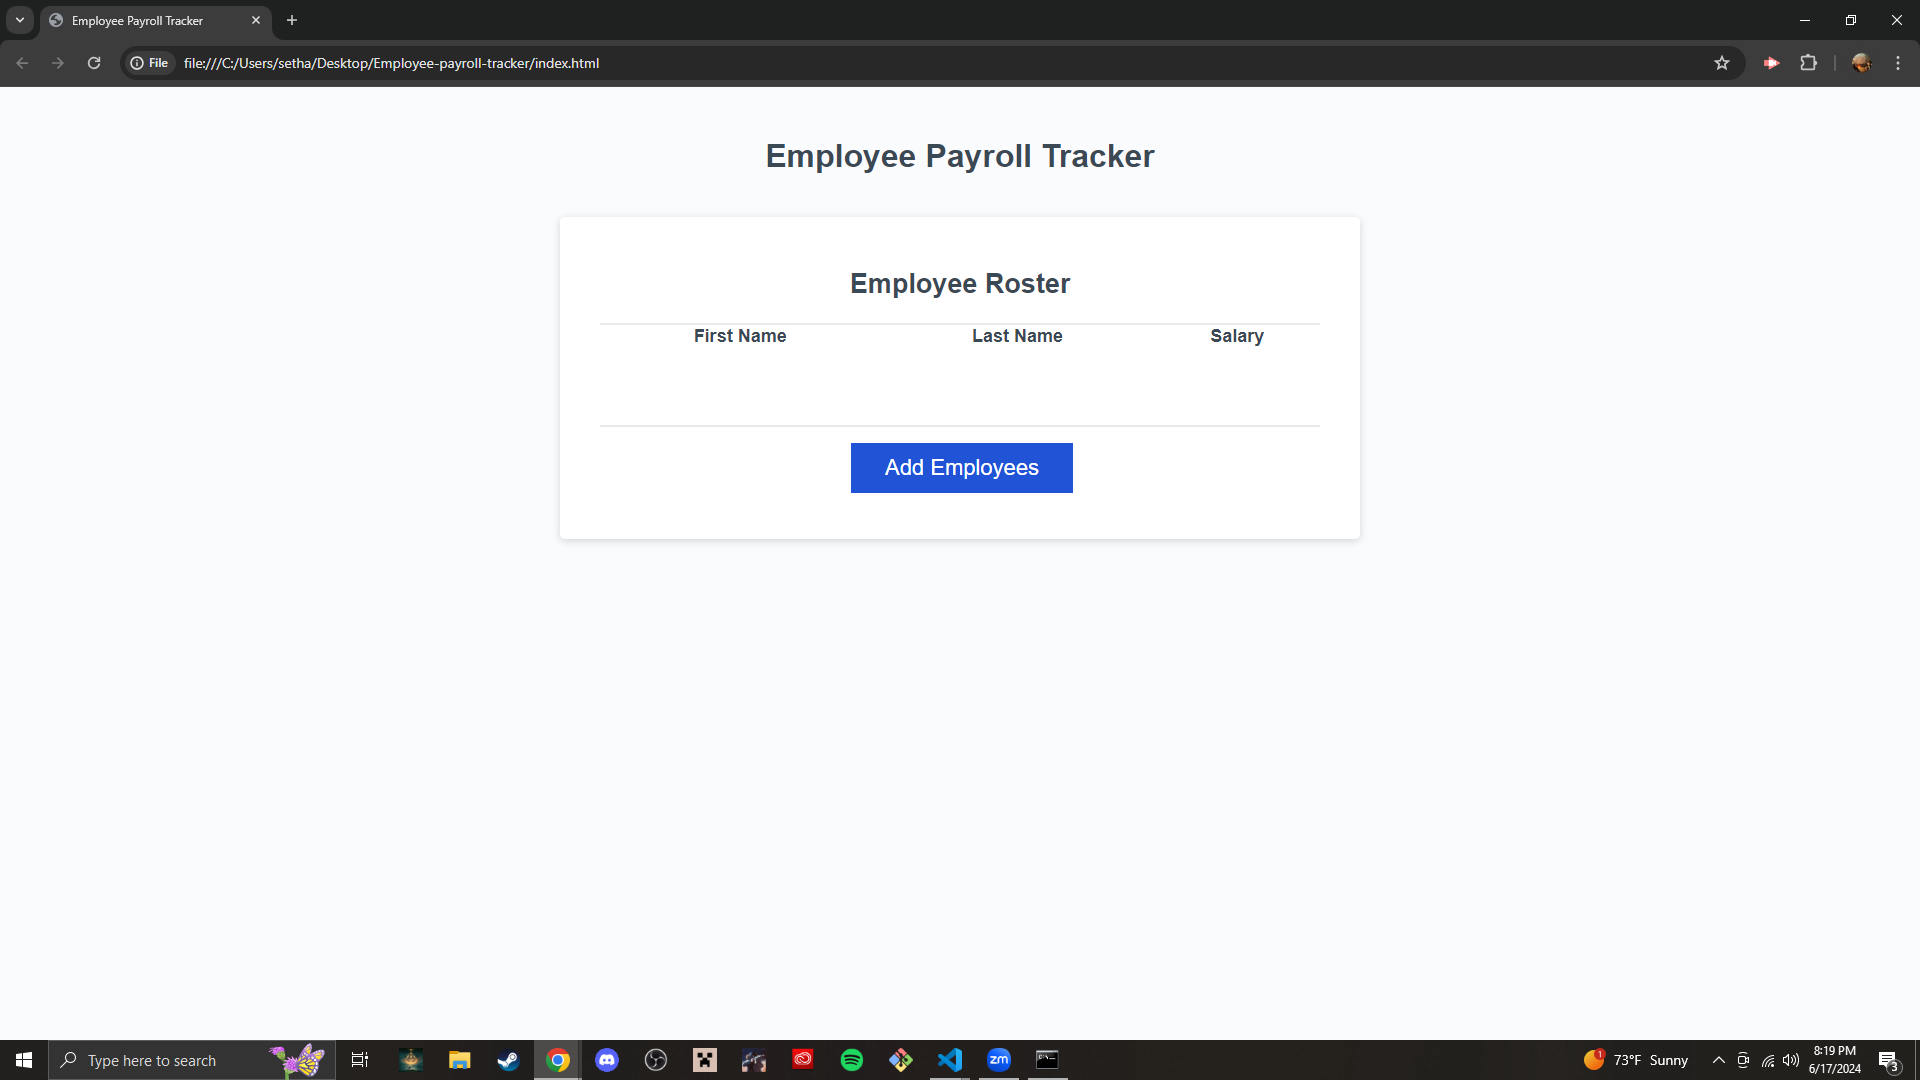 Employee Payroll Tracker
File file:///C:/Users/setha/Desktop/Employee-payroll-tracker/index.html
Employee Payroll Tracker
Employee Roster
First Name Last Name Salary
Add Employees
Type here to search
zm
1
73°F Sunny
8:19 PM
6/17/2024
3